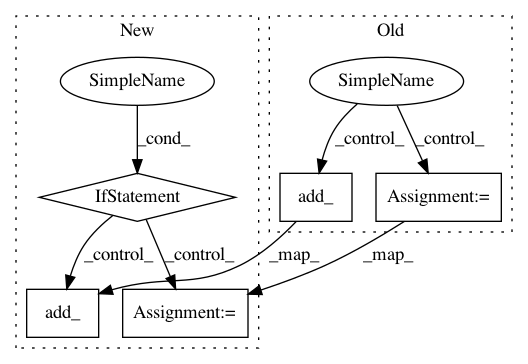 New
Old
SimpleName
SimpleName
_cond_
_control_
_control_
IfStatement
add_
Assignment:=
_control_
_control_
_map_
_map_
add_
Assignment:=